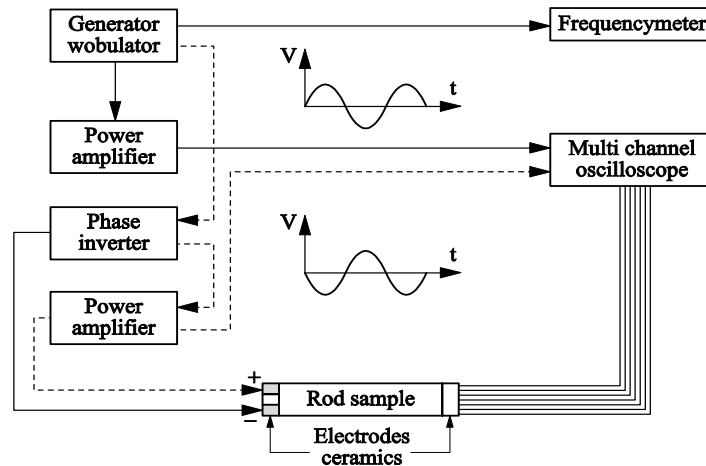 Generator
wobulator
Frequencymeter
V
t
Power
amplifier
Multi channel
oscilloscope
Phase
inverter
V
t
Power
amplifier
+
−
Rod sample
Electrodes
ceramics